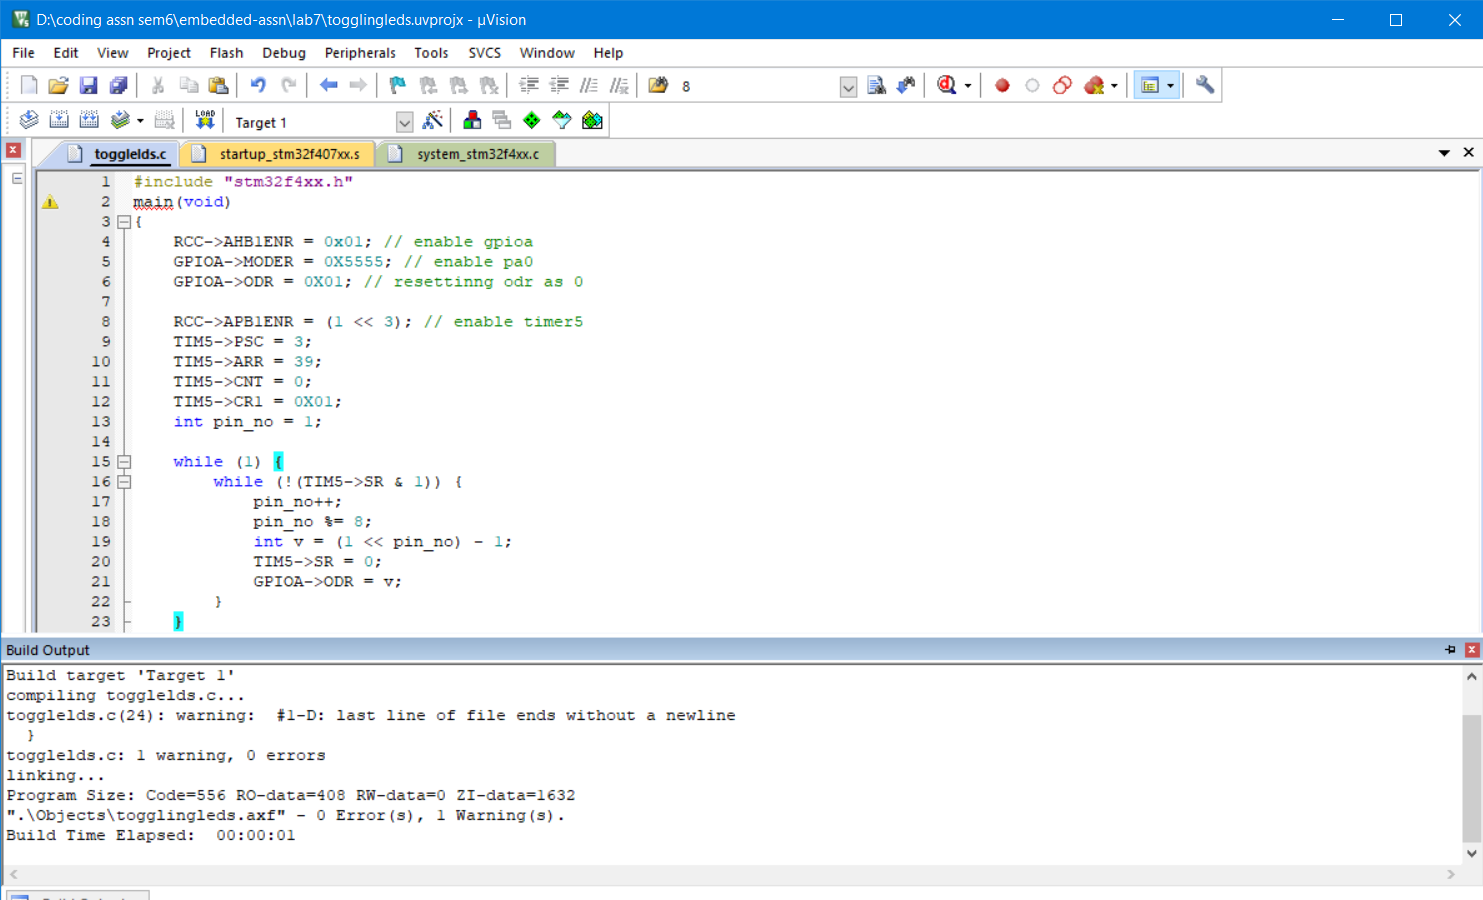 D:\coding assn sem6\embedded-assn\lab7\togglingleds.uvprojx - µVision
File Edit View Project Flash Debug Peripherals Tools SVCS Window Help
8
LOAD Target 1
togglelds.c startup_stm32f407xx.s system_stm32f4xx.c
1 #include "stm32f4xx.h"
2 main(void)
3 {
4 RCC->AHB1ENR = 0x01; // enable gpioa
5 GPIOA->MODER = 0X5555; // enable pa0
6 GPIOA->ODR = 0X01; // resettinng odr as 0
7
8 RCC->APB1ENR = (1 << 3); // enable timer5
9 TIM5->PSC = 3;
10 TIM5->ARR = 39;
11 TIM5->CNT = 0;
12 TIM5->CR1 = 0X01;
13 int pin_no = 1;
14
15 while (1) {
16 while (!(TIM5->SR & 1)) {
17 pin_no++;
18 pin_no %= 8;
19 int v = (1 << pin_no) - 1;
20 TIM5->SR = 0;
21 GPIOA->ODR = v;
22 }
23 }
Build Output
Build target 'Target 1'
compiling togglelds.c...
togglelds.c(24): warning:  #1-D: last line of file ends without a newline
}
togglelds.c: 1 warning, 0 errors
linking...
Program Size: Code=556 RO-data=408 RW-data=0 ZI-data=1632
".\Objects\togglingleds.axf" - 0 Error(s), 1 Warning(s).
Build Time Elapsed:  00:00:01